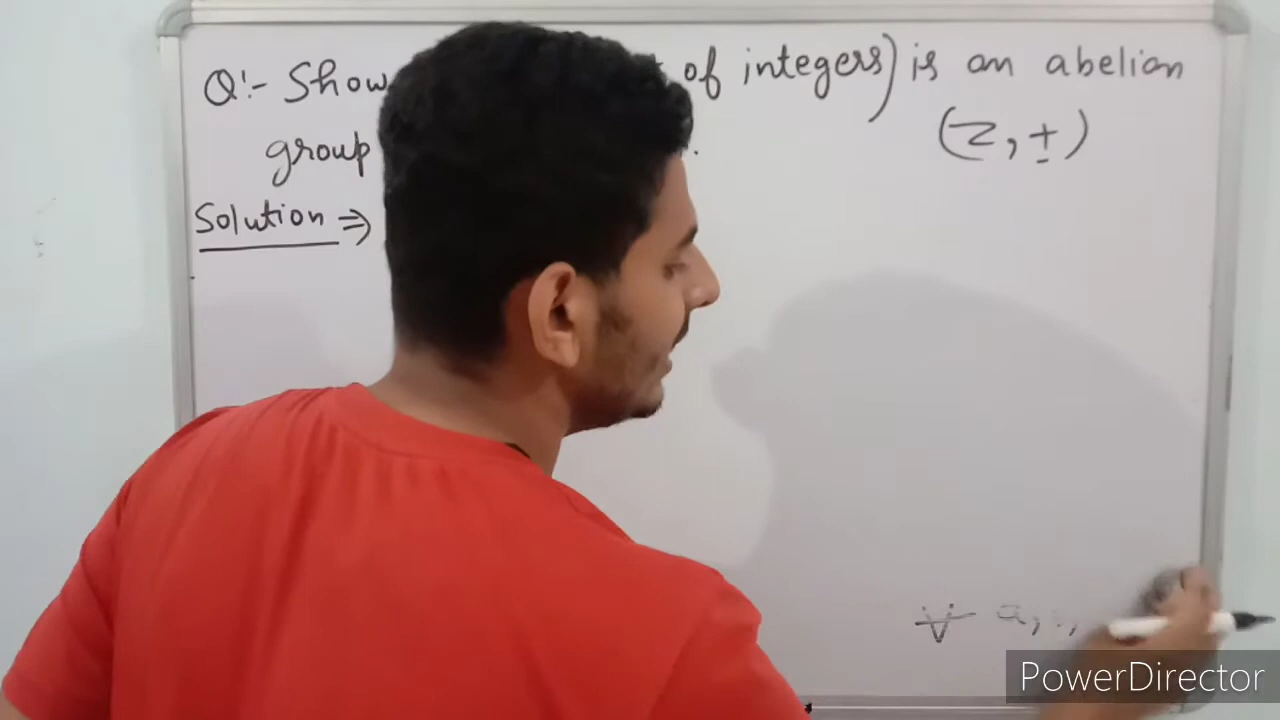 Q:- Show of integers) is an abelian
(Z, +)
group .
Solution ⇒
∀ a,
PowerDirector